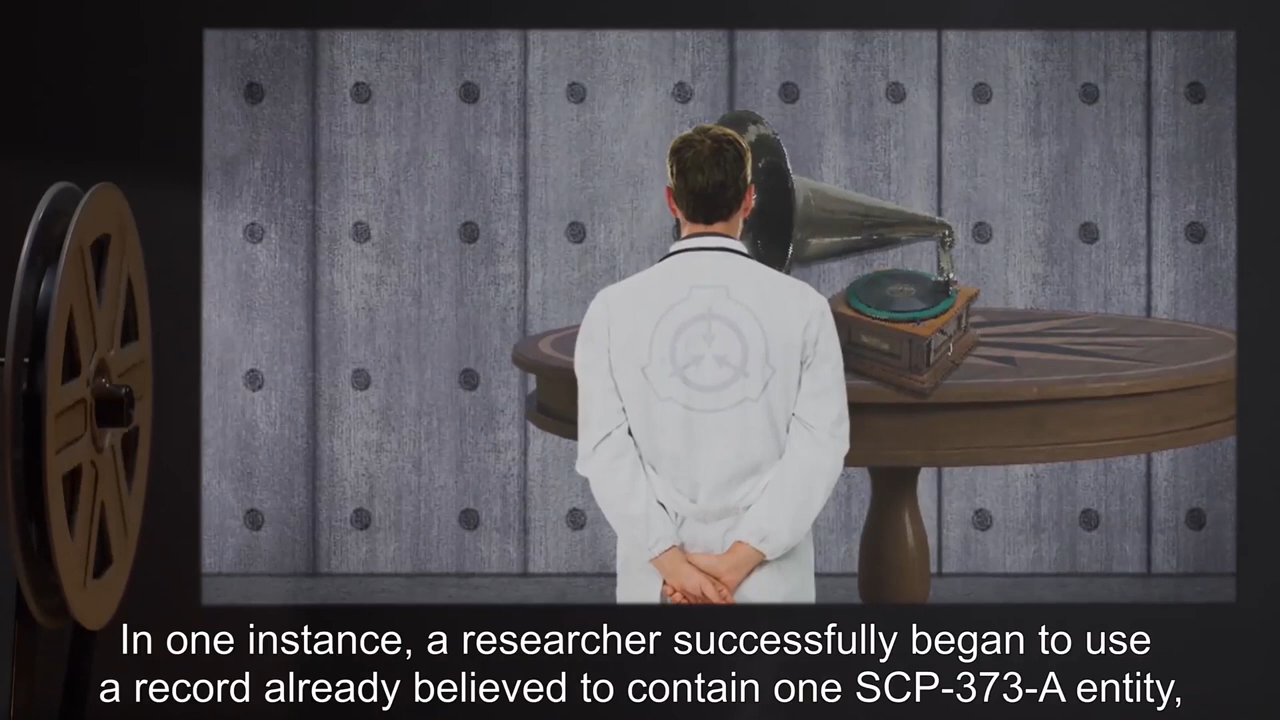 In one instance, a researcher successfully began to use
a record already believed to contain one SCP-373-A entity,